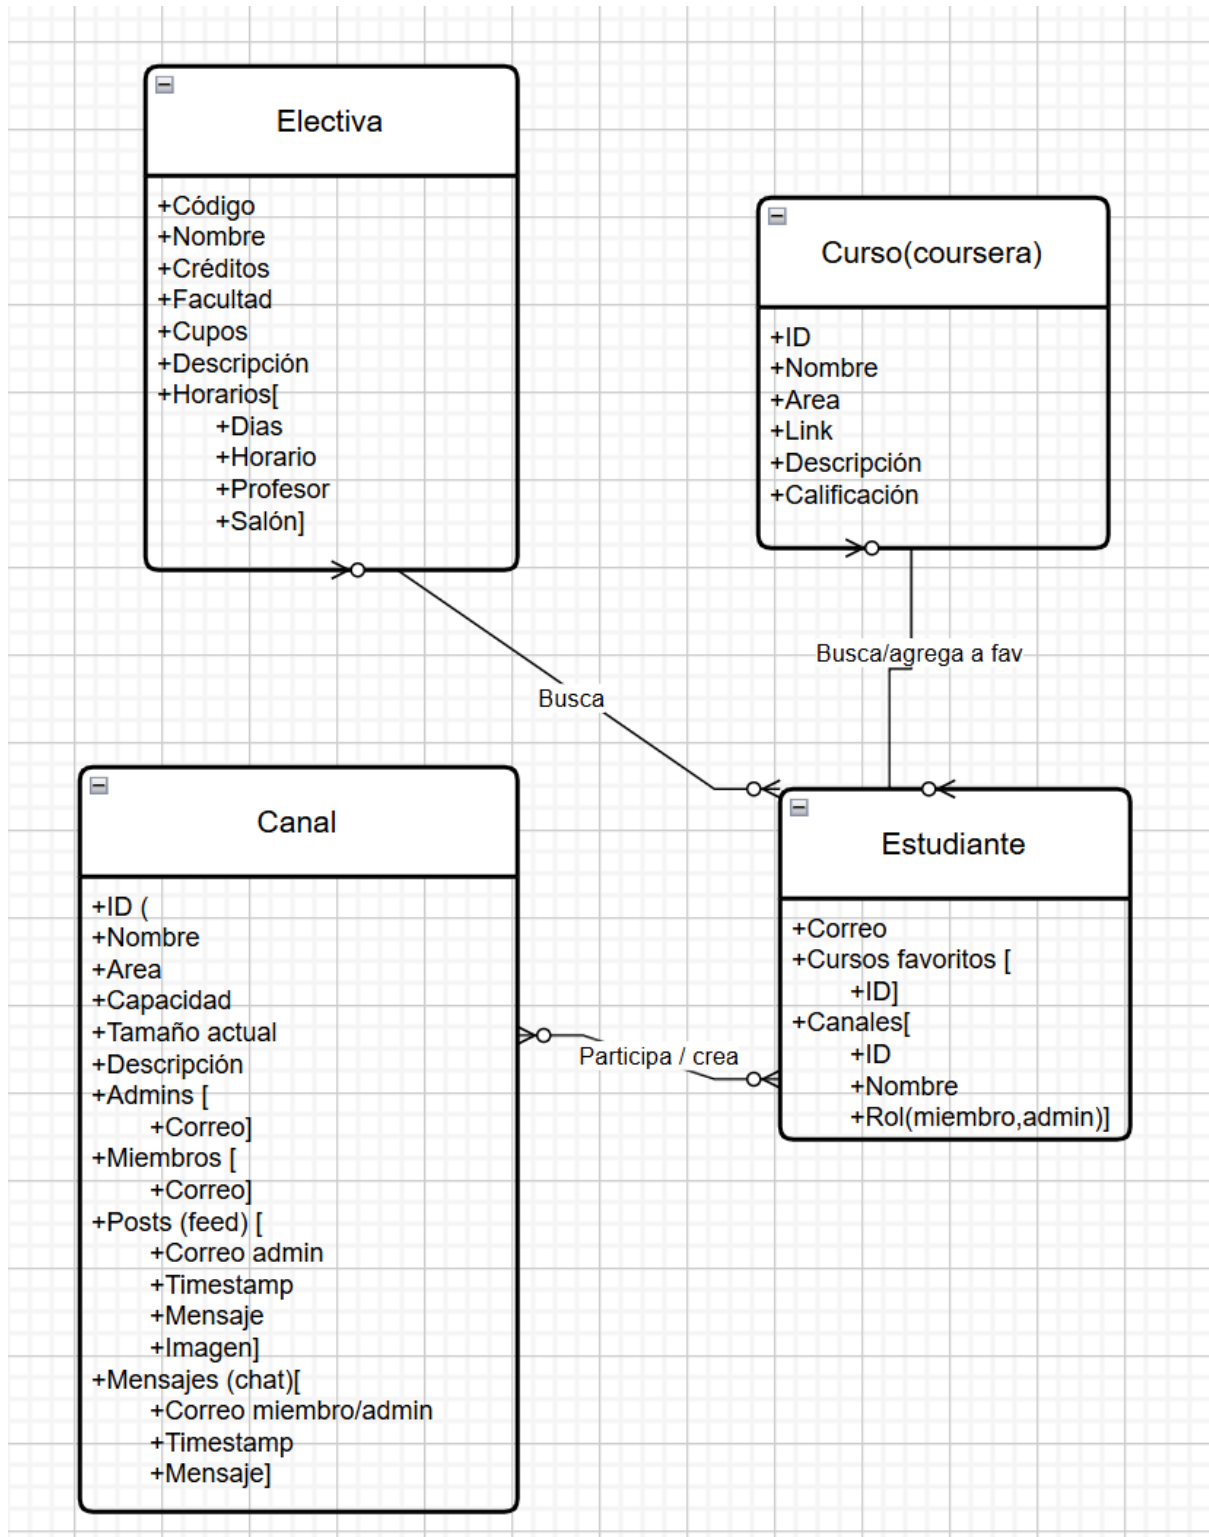 Electiva
+Código
+Nombre
+Créditos
+Facultad
+Cupos
+Descripción
+Horarios[
+Dias
+Horario
+Profesor
+Salón]
Curso(coursera)
+ID
+Nombre
+Area
+Link
+Descripción
+Calificación
Busca/agrega a fav
Busca
Canal
+ID (
+Nombre
+Area
+Capacidad
+Tamaño actual
+Descripción
+Admins [
+Correo]
+Miembros [
+Correo]
+Posts (feed) [
+Correo admin
+Timestamp
+Mensaje
+Imagen]
+Mensajes (chat)[
+Correo miembro/admin
+Timestamp
+Mensaje]
Participa / crea
Estudiante
+Correo
+Cursos favoritos [
+ID]
+Canales[
+ID
+Nombre
+Rol(miembro,admin)]